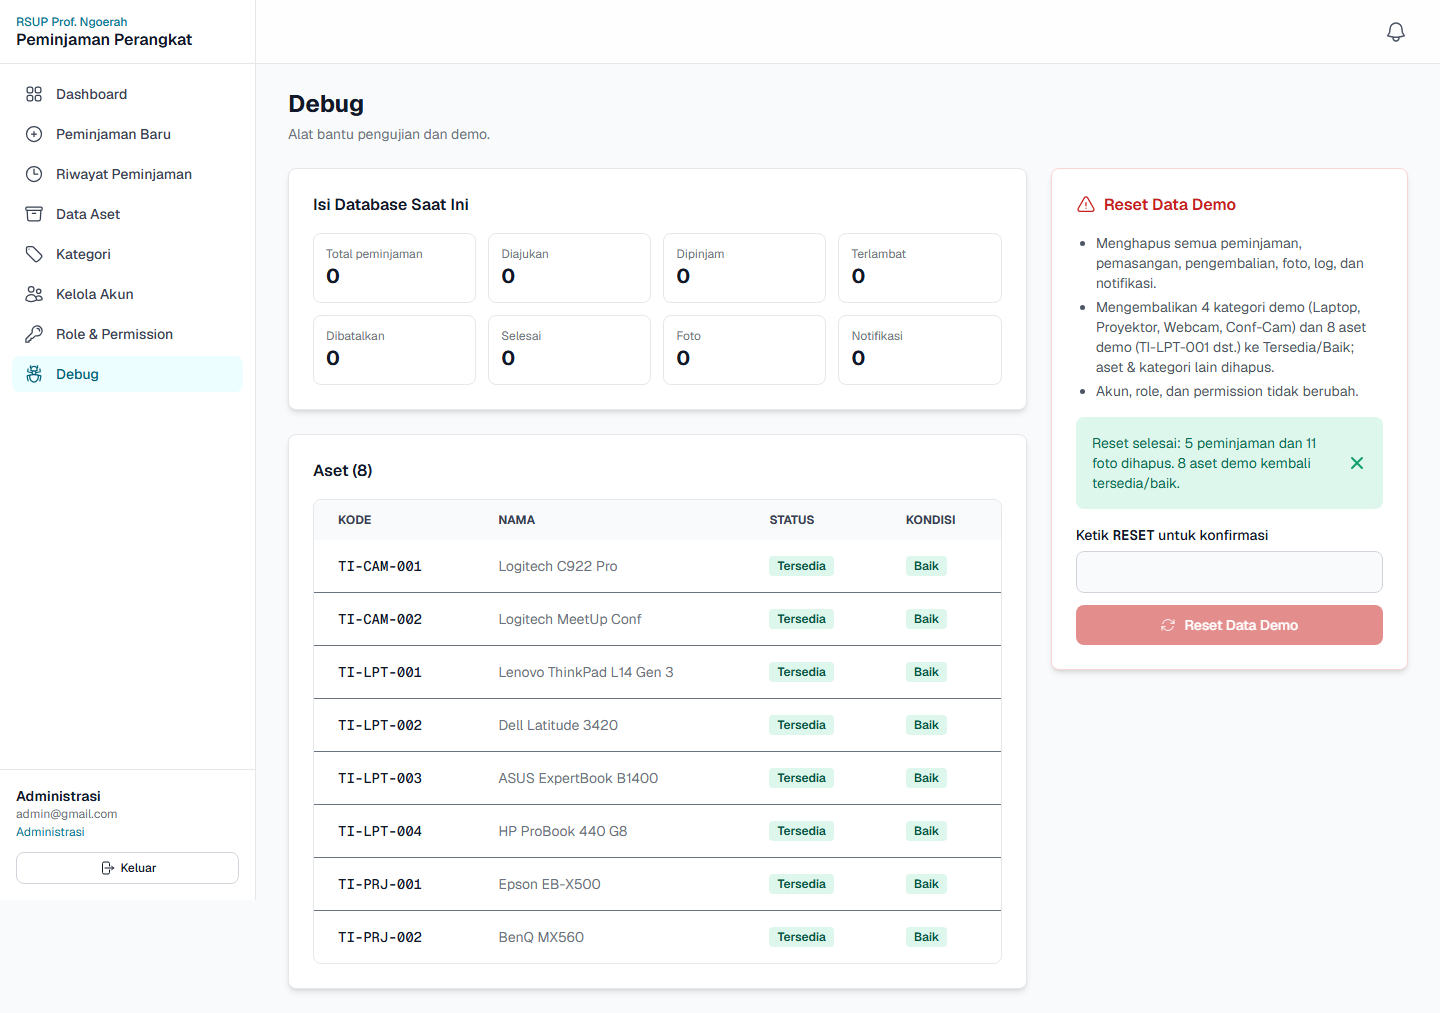 RSUP Prof. Ngoerah
Peminjaman Perangkat
Dashboard
Peminjaman Baru
Riwayat Peminjaman
Data Aset
Kategori
Kelola Akun
Role & Permission
Debug
Administrasi
admin@gmail.com
Administrasi
Keluar
Debug
Alat bantu pengujian dan demo.
Isi Database Saat Ini
Total peminjaman
0
Diajukan
0
Dipinjam
0
Terlambat
0
Dibatalkan
0
Selesai
0
Foto
0
Notifikasi
0
Aset (8)
KODE NAMA STATUS KONDISI
TI-CAM-001 Logitech C922 Pro Tersedia Baik
TI-CAM-002 Logitech MeetUp Conf Tersedia Baik
TI-LPT-001 Lenovo ThinkPad L14 Gen 3 Tersedia Baik
TI-LPT-002 Dell Latitude 3420 Tersedia Baik
TI-LPT-003 ASUS ExpertBook B1400 Tersedia Baik
TI-LPT-004 HP ProBook 440 G8 Tersedia Baik
TI-PRJ-001 Epson EB-X500 Tersedia Baik
TI-PRJ-002 BenQ MX560 Tersedia Baik
Reset Data Demo
• Menghapus semua peminjaman,
pemasangan, pengembalian, foto, log, dan
notifikasi.
• Mengembalikan 4 kategori demo (Laptop,
Proyektor, Webcam, Conf-Cam) dan 8 aset
demo (TI-LPT-001 dst.) ke Tersedia/Baik;
aset & kategori lain dihapus.
• Akun, role, dan permission tidak berubah.
Reset selesai: 5 peminjaman dan 11
foto dihapus. 8 aset demo kembali
tersedia/baik.
Ketik RESET untuk konfirmasi
Reset Data Demo